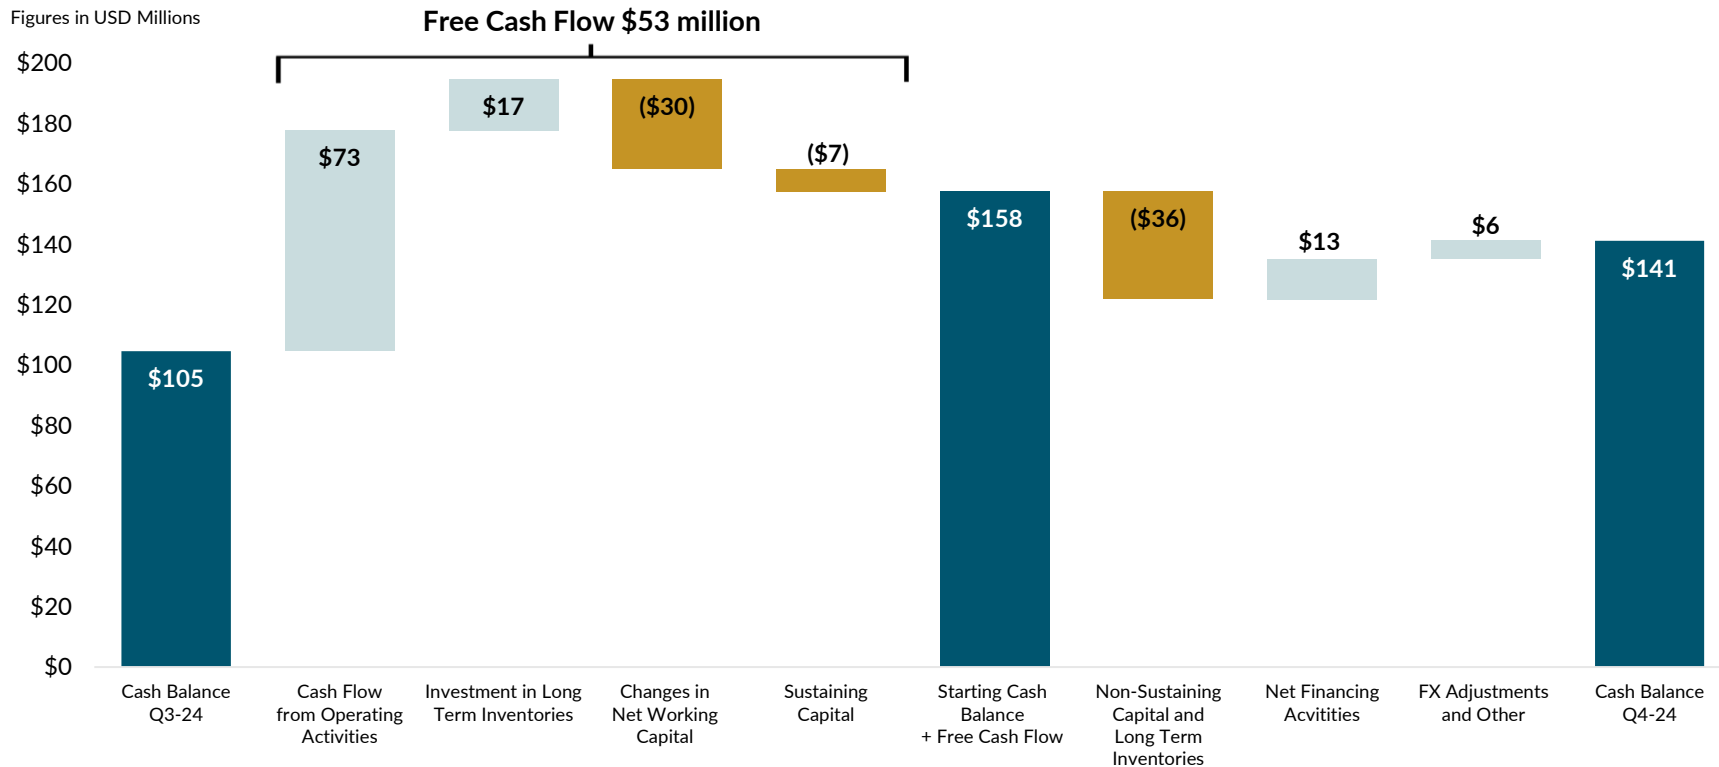 Figures in USD Millions
Free Cash Flow $53 million
$200
$180
$160
$140
$120
$100
$80
$60
$40
$20
$0
$105
$73
$17
($30)
($7)
$158
($36)
$13
$6
$141
Cash Balance
Q3-24
Cash Flow
from Operating
Activities
Investment in Long
Term Inventories
Changes in
Net Working
Capital
Sustaining
Capital
Starting Cash
Balance
+ Free Cash Flow
Non-Sustaining
Capital and
Long Term
Inventories
Net Financing
Acvitities
FX Adjustments
and Other
Cash Balance
Q4-24